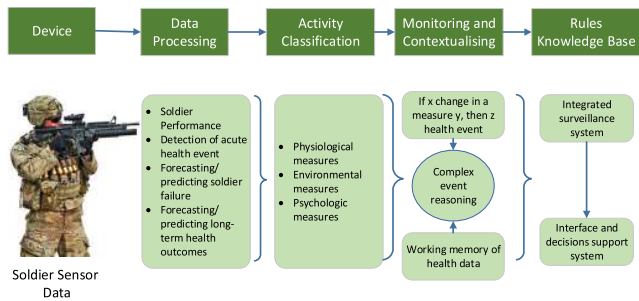 Device
Data
Processing
Activity
Classification
Monitoring and
Contextualising
Rules
Knowledge Base
Soldier Sensor
Data
• Soldier
Performance
• Detection of acute
health event
• Forecasting/
predicting soldier
failure
• Forecasting/
predicting long-
term health
outcomes
• Physiological
measures
• Environmental
measures
• Psychologic
measures
If x change in a
measure y, then z
health event
Complex
event
reasoning
Working memory of
health data
Integrated
surveillance
system
Interface and
decisions support
system